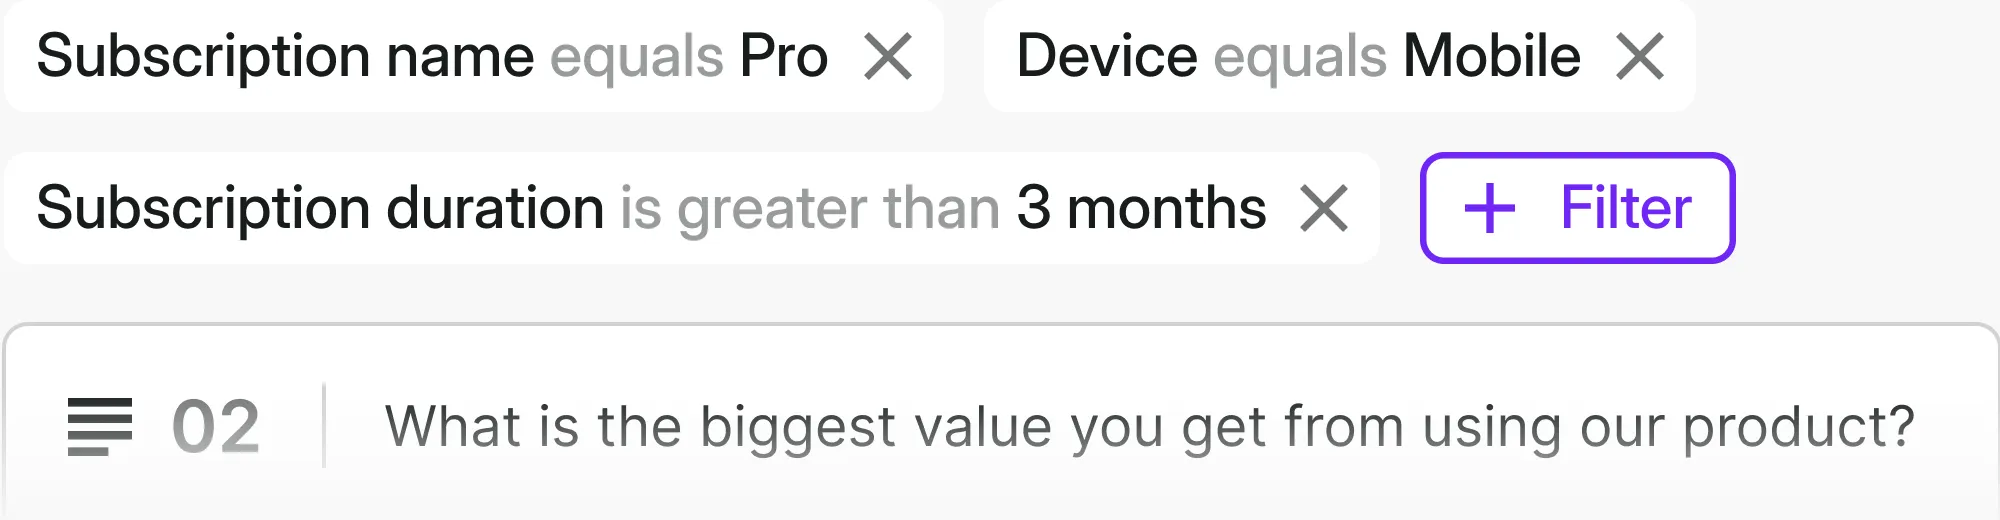 Subscription name equals Pro
Device equals Mobile
Subscription duration is greater than 3 months
Filter
02
What is the biggest value you get from using our product?